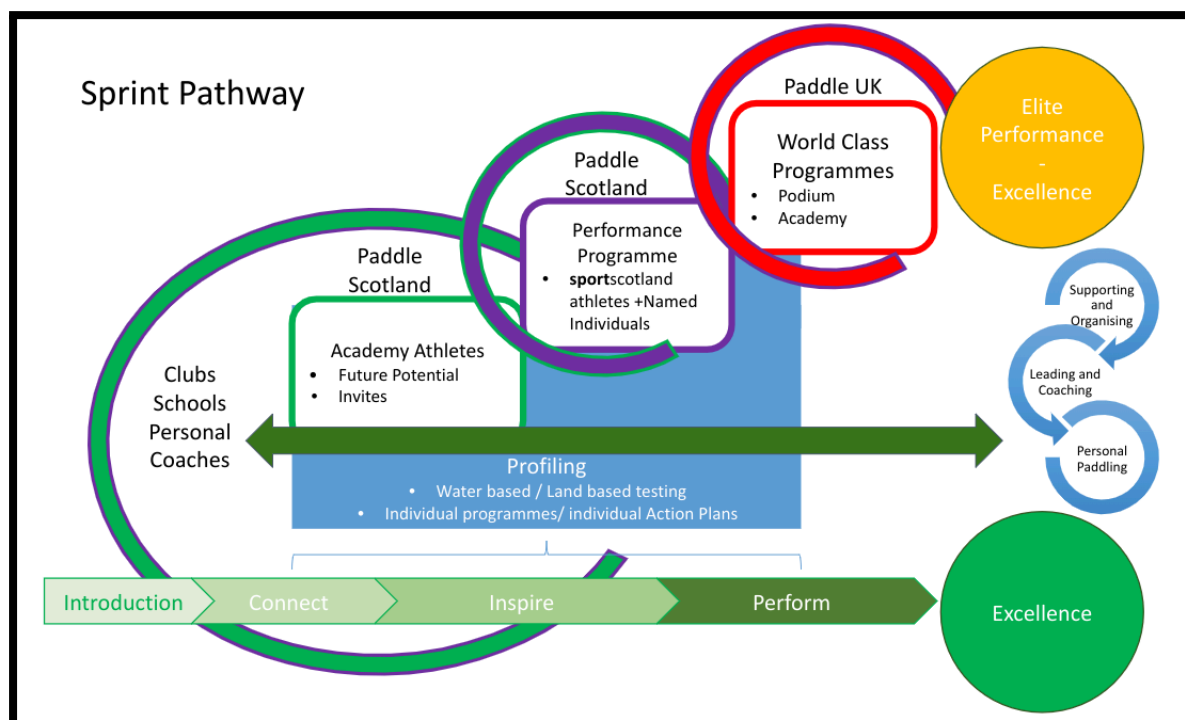 Sprint Pathway
Paddle UK
World Class
Programmes
• Podium
• Academy
Elite
Performance
-
Excellence
Paddle
Scotland
Performance
Programme
• sportscotland
athletes +Named
Individuals
Paddle
Scotland
Academy Athletes
• Future Potential
• Invites
Clubs
Schools
Personal
Coaches
Supporting
and
Organising
Leading and
Coaching
Personal
Paddling
Profiling
• Water based / Land based testing
• Individual programmes/ individual Action Plans
Introduction
Connect
Inspire
Perform
Excellence